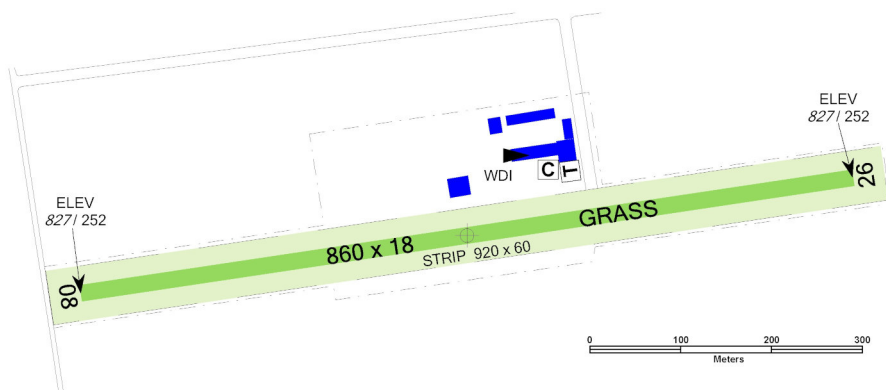 ELEV
827 / 252
WDI
C
T
26
ELEV
827 / 252
GRASS
860 x 18
STRIP 920 x 60
08
0 100 200 300
Meters